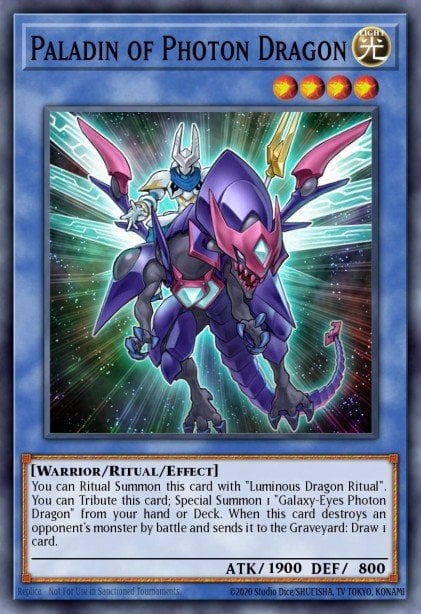 PALADIN OF PHOTON DRAGON
LIGHT
光
[WARRIOR/RITUAL/EFFECT]
You can Ritual Summon this card with "Luminous Dragon Ritual".
You can Tribute this card; Special Summon 1 "Galaxy-Eyes Photon
Dragon" from your hand or Deck. When this card destroys an
opponent's monster by battle and sends it to the Graveyard: Draw 1
card.
ATK/1900 DEF/ 800
Replica - Not For Use in Sanctioned Tournaments.
©2020 Studio Dice/SHUEISHA, TV TOKYO, KONAMI